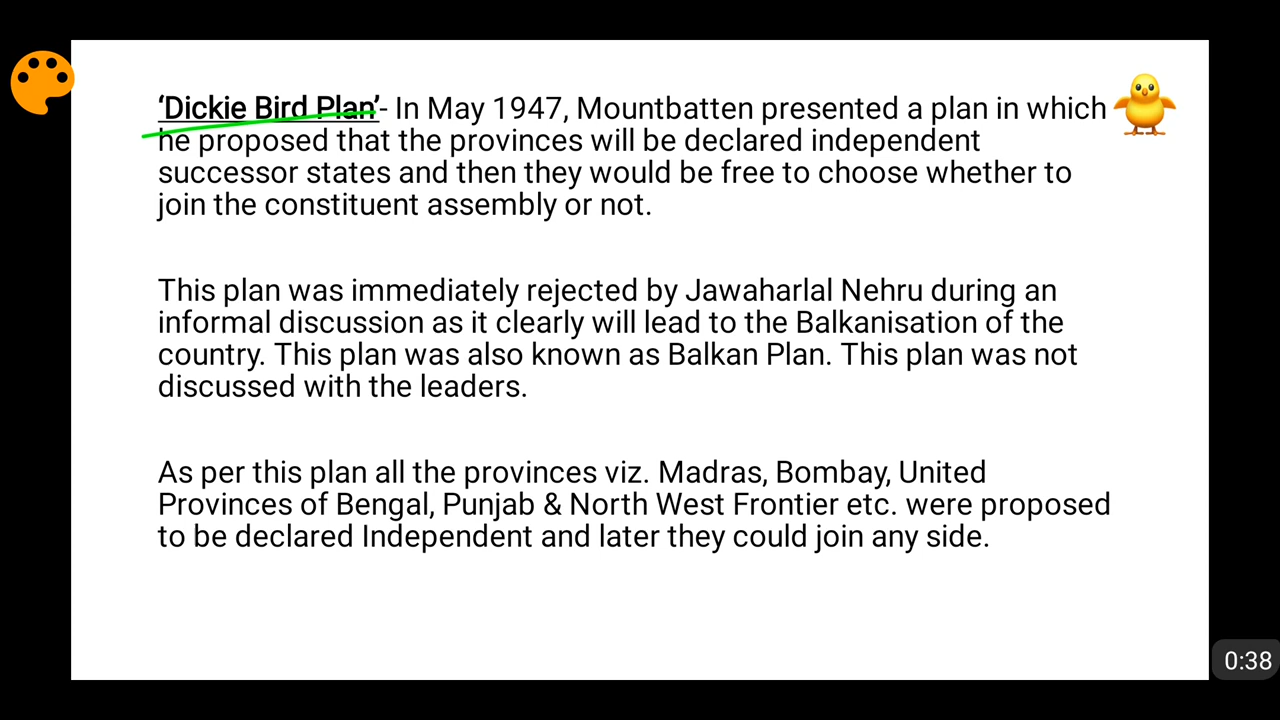 ‘Dickie Bird Plan’- In May 1947, Mountbatten presented a plan in which
he proposed that the provinces will be declared independent
successor states and then they would be free to choose whether to
join the constituent assembly or not.
This plan was immediately rejected by Jawaharlal Nehru during an
informal discussion as it clearly will lead to the Balkanisation of the
country. This plan was also known as Balkan Plan. This plan was not
discussed with the leaders.
As per this plan all the provinces viz. Madras, Bombay, United
Provinces of Bengal, Punjab & North West Frontier etc. were proposed
to be declared Independent and later they could join any side.
0:38